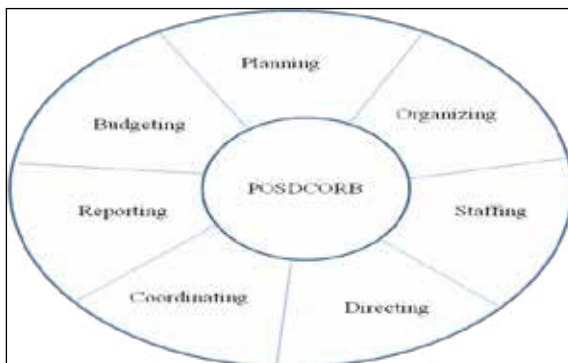 Planning
Organizing
Staffing
Directing
Coordinating
Reporting
Budgeting
POSDCORB